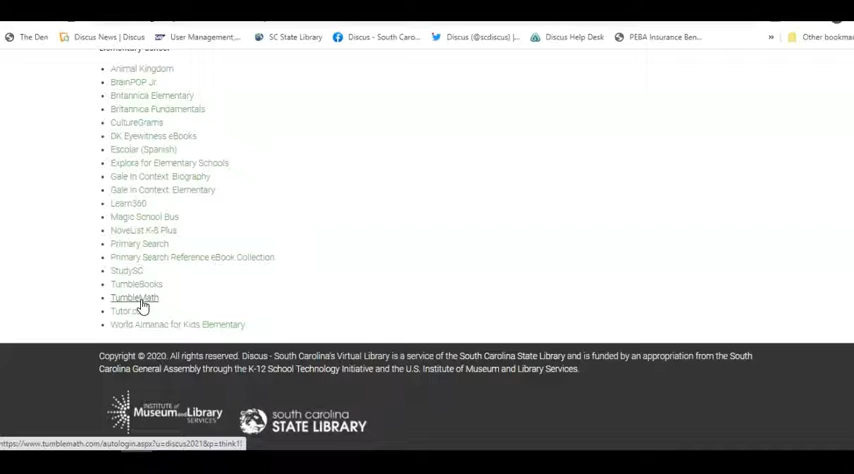 The Den
Discus News | Discus
User Management,...
SC State Library
Discus - South Caro...
Discus (@scdiscus) |...
Discus Help Desk
PEBA Insurance Ben...
»
Other bookmar
Elementary School
• Animal Kingdom
• BrainPOP Jr.
• Britannica Elementary
• Britannica Fundamentals
• CultureGrams
• DK Eyewitness eBooks
• Escolar (Spanish)
• Explora for Elementary Schools
• Gale In Context: Biography
• Gale In Context: Elementary
• Learn360
• Magic School Bus
• NoveList K-8 Plus
• Primary Search
• Primary Search Reference eBook Collection
• StudySC
• TumbleBooks
• TumbleMath
• Tutor.c
• World Almanac for Kids Elementary
Copyright © 2020. All rights reserved. Discus - South Carolina's Virtual Library is a service of the South Carolina State Library and is funded by an appropriation from the South
Carolina General Assembly through the K-12 School Technology Initiative and the U.S. Institute of Museum and Library Services.
INSTITUTE of
Museum and Library
SERVICES
south carolina
STATE LIBRARY
https://www.tumblemath.com/autologin.aspx?u=discus2021&p=think1!